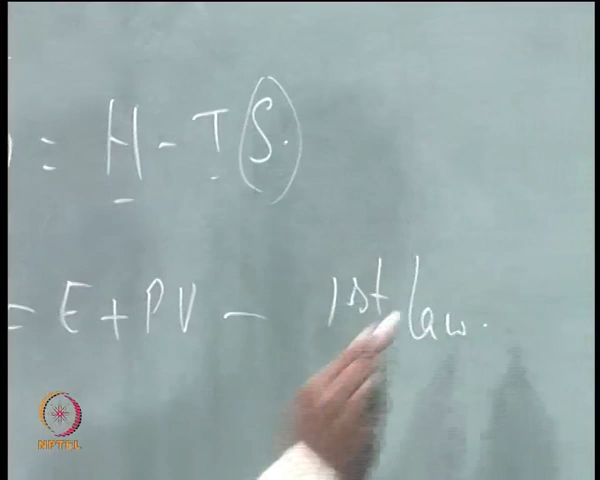 = H - T S.
= E + PV - 1st law.
NPTEL